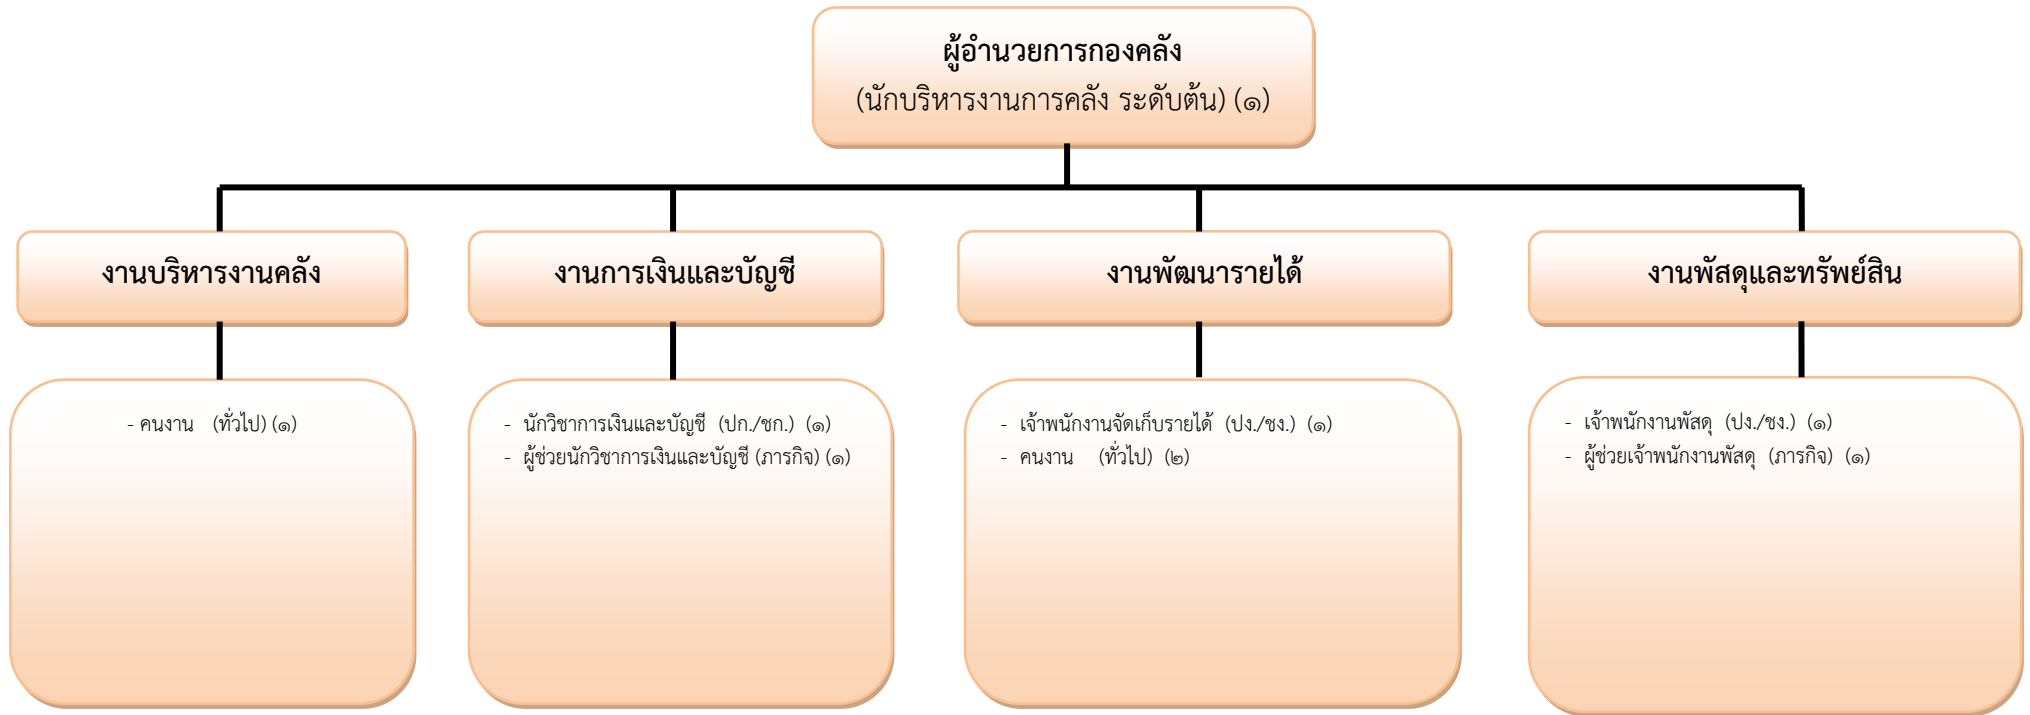 ผู้อำนวยการกองคลัง
(นักบริหารงานการคลัง ระดับต้น) (๑)
งานบริหารงานคลัง
งานการเงินและบัญชี
งานพัฒนารายได้
งานพัสดุและทรัพย์สิน
- คนงาน (ทั่วไป) (๑)
- นักวิชาการเงินและบัญชี (ปก./ชก.) (๑)
- ผู้ช่วยนักวิชาการเงินและบัญชี (ภารกิจ) (๑)
- เจ้าพนักงานจัดเก็บรายได้ (ปง./ชง.) (๑)
- คนงาน (ทั่วไป) (๒)
- เจ้าพนักงานพัสดุ (ปง./ชง.) (๑)
- ผู้ช่วยเจ้าพนักงานพัสดุ (ภารกิจ) (๑)